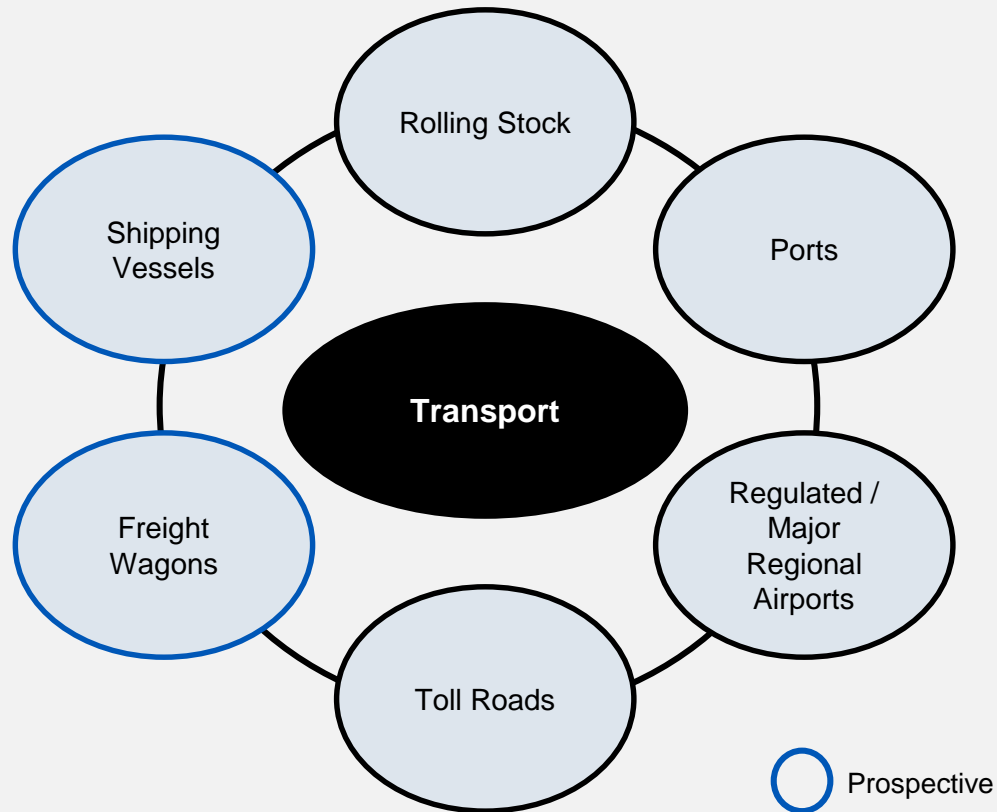 Rolling Stock
Shipping
Vessels
Ports
Transport
Freight
Wagons
Regulated /
Major
Regional
Airports
Toll Roads
Prospective